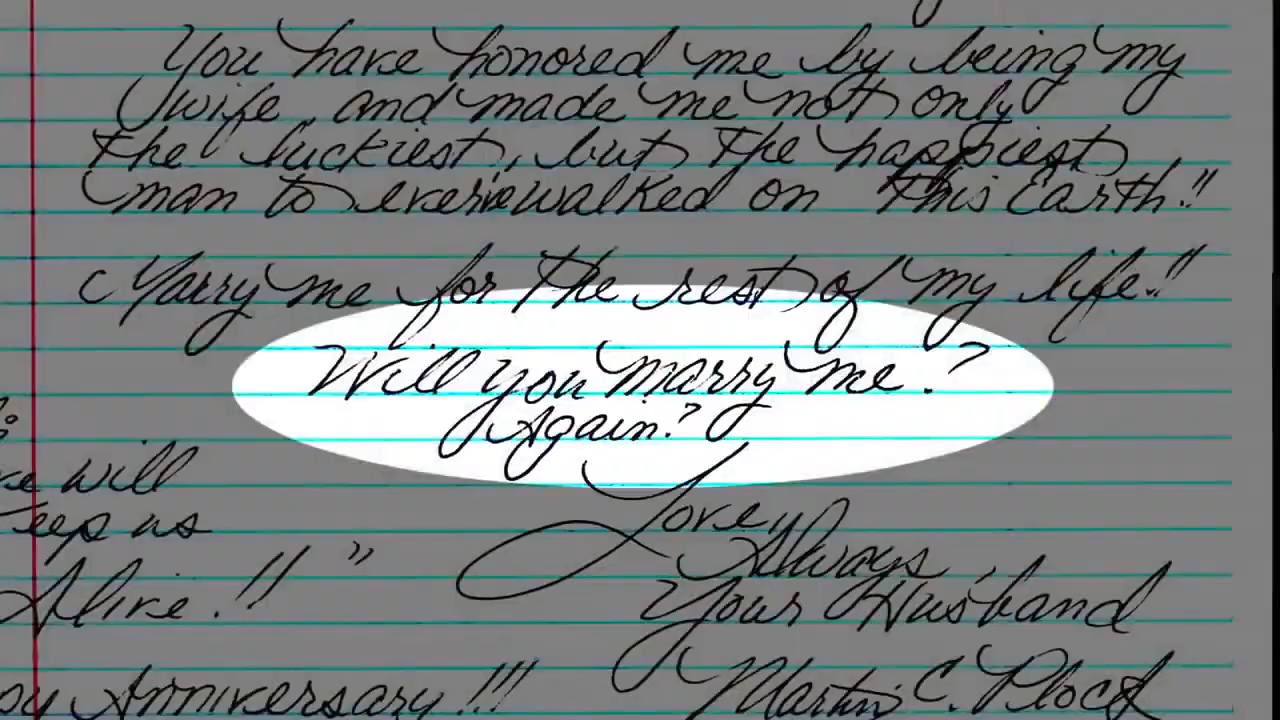 You have honored me by being my
wife, and made me not only
the luckiest, but the happiest
man to ever walked on this Earth!!
Marry me for the rest of my life!!
Will you marry me?
Again?
will
eep us
Alive!!"
Love,
Always,
Your Husband
Anniversary!!!
Martin C.